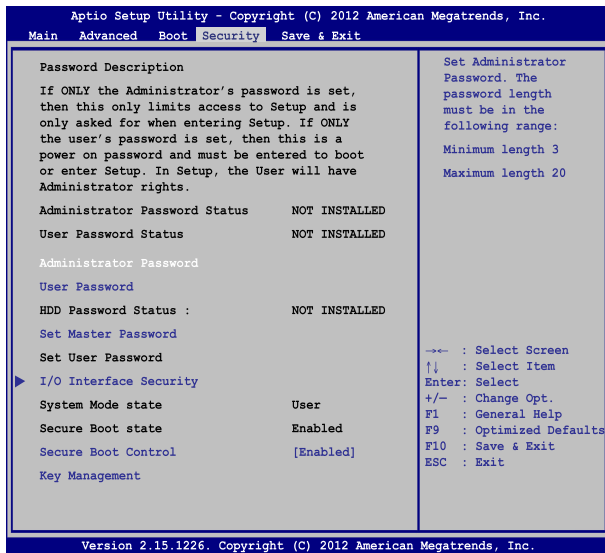 Aptio Setup Utility - Copyright (C) 2012 American Megatrends, Inc.
Main Advanced Boot Security Save & Exit
Password Description
If ONLY the Administrator's password is set,
then this only limits access to Setup and is
only asked for when entering Setup. If ONLY
the user's password is set, then this is a
power on password and must be entered to boot
or enter Setup. In Setup, the User will have
Administrator rights.
Administrator Password Status NOT INSTALLED
User Password Status NOT INSTALLED
Administrator Password
User Password
HDD Password Status : NOT INSTALLED
Set Master Password
Set User Password
I/O Interface Security
System Mode state User
Secure Boot state Enabled
Secure Boot Control [Enabled]
Key Management
Set Administrator
Password. The
password length
must be in the
following range:
Minimum length 3
Maximum length 20
→← : Select Screen
↑↓ : Select Item
Enter: Select
+/— : Change Opt.
F1 : General Help
F9 : Optimized Defaults
F10 : Save & Exit
ESC : Exit
Version 2.15.1226. Copyright (C) 2012 American Megatrends, Inc.